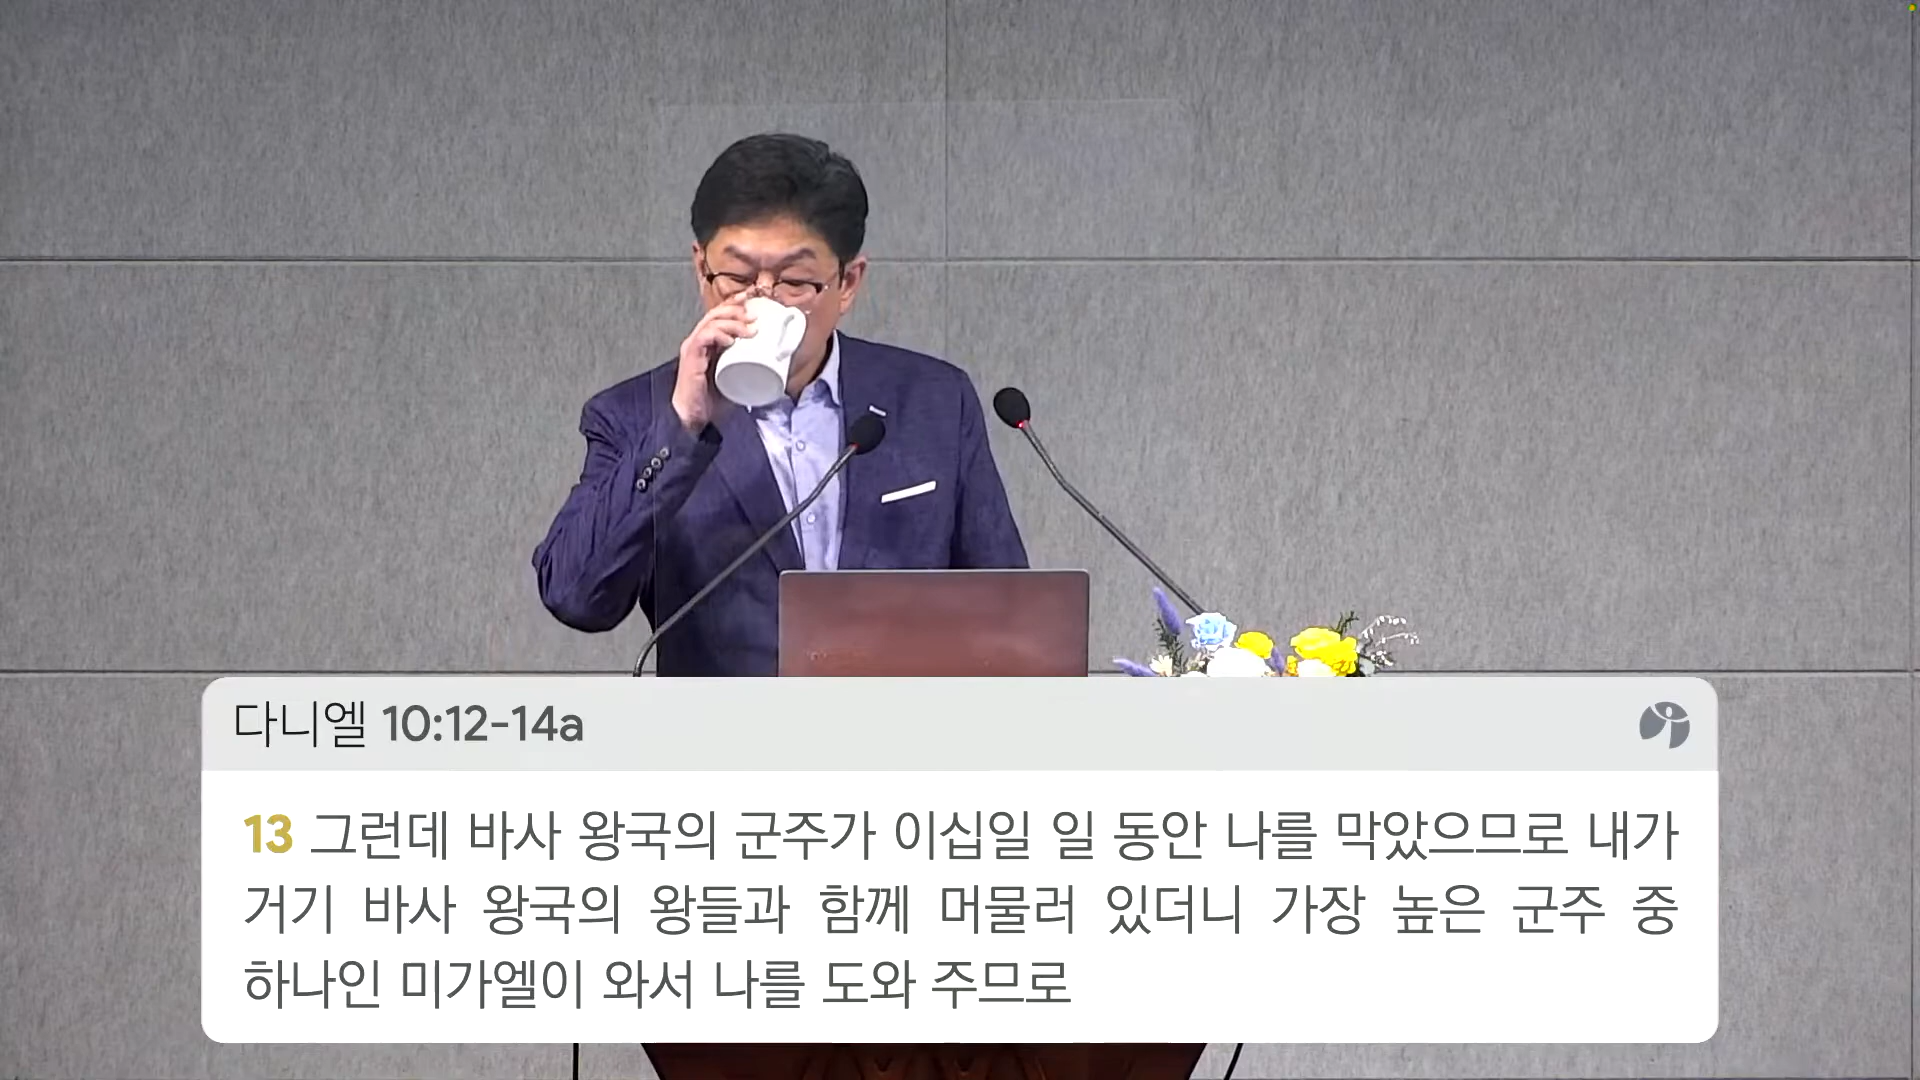 다니엘 10:12-14a
13 그런데 바사 왕국의 군주가 이십일 일 동안 나를 막았으므로 내가
거기 바사 왕국의 왕들과 함께 머물러 있더니 가장 높은 군주 중
하나인 미가엘이 와서 나를 도와 주므로